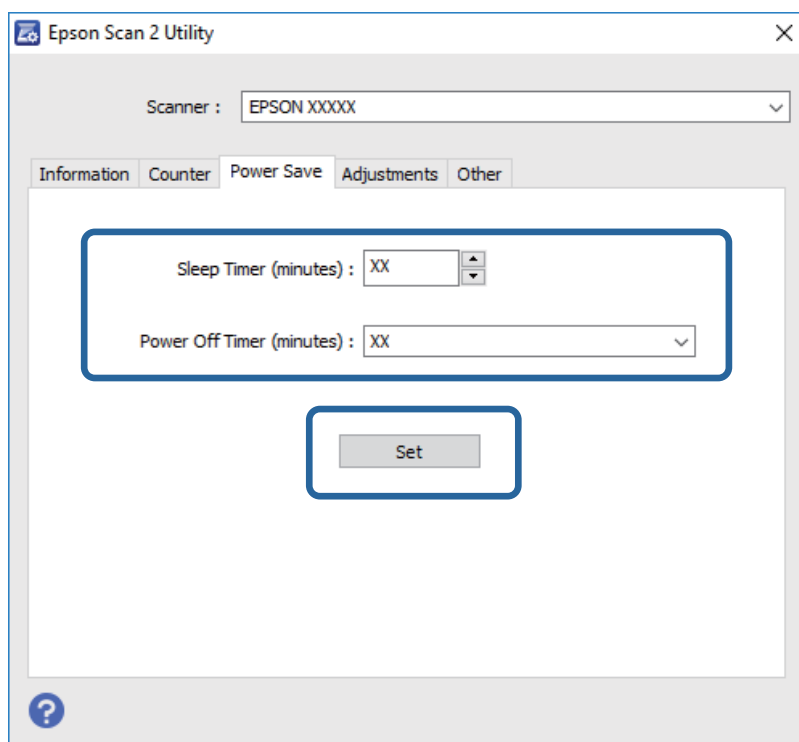 Epson Scan 2 Utility
Scanner : EPSON XXXXX
Information Counter Power Save Adjustments Other
Sleep Timer (minutes) : XX
Power Off Timer (minutes) : XX
Set
?